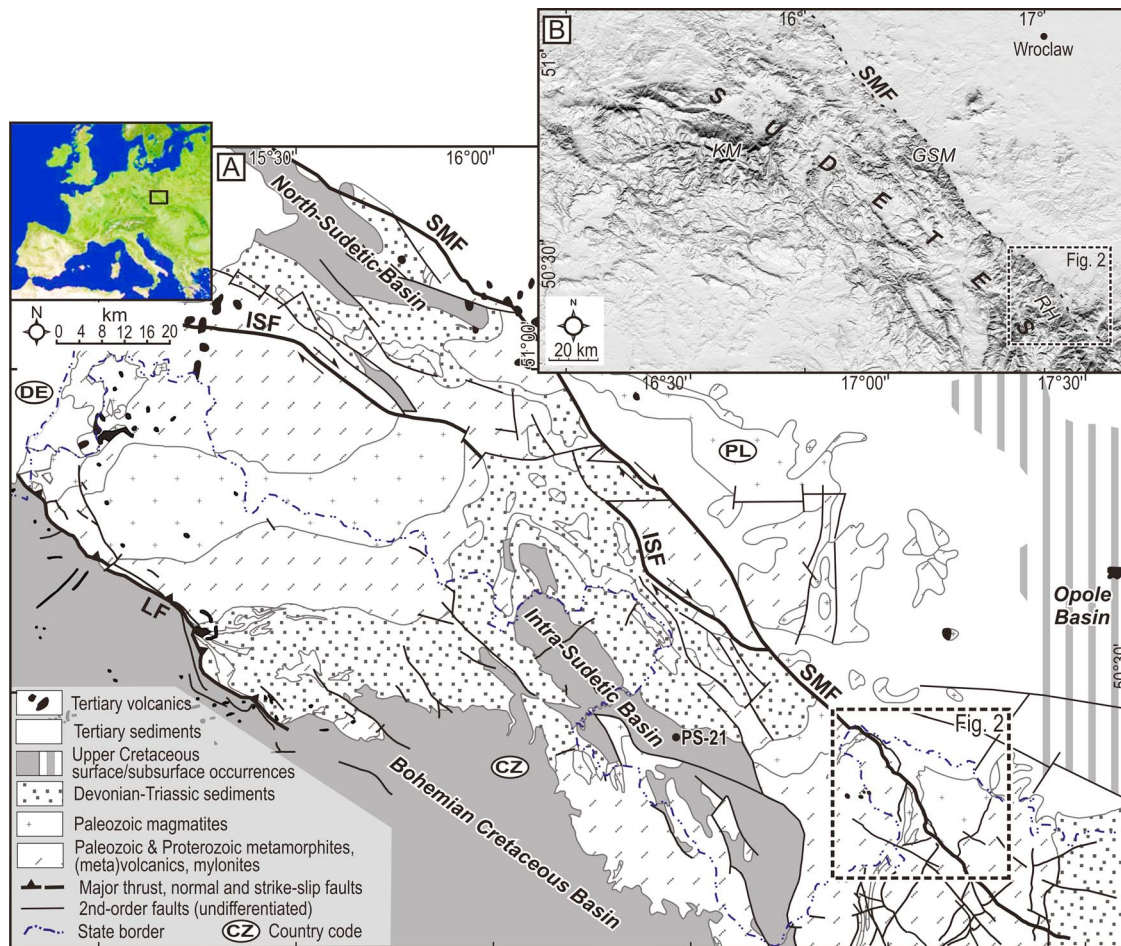 B
16°
17°
Wroclaw
51°
SMF
S U D E T E S
KM
GSM
50°30'
Fig. 2
RH
N
20 km
A
15°30'
16°00'
North-Sudetic Basin
SMF
N
km
0 4 8 12 16 20
ISF
51°00'
16°30'
17°00'
17°30'
DE
PL
ISF
Opole
Basin
LF
Intra-Sudetic Basin
SMF
50°30'
PS-21
Fig. 2
CZ
Bohemian Cretaceous Basin
Tertiary volcanics
Tertiary sediments
Upper Cretaceous
surface/subsurface occurrences
Devonian-Triassic sediments
Paleozoic magmatites
Paleozoic & Proterozoic metamorphites,
(meta)volcanics, mylonites
Major thrust, normal and strike-slip faults
2nd-order faults (undifferentiated)
State border
CZ Country code